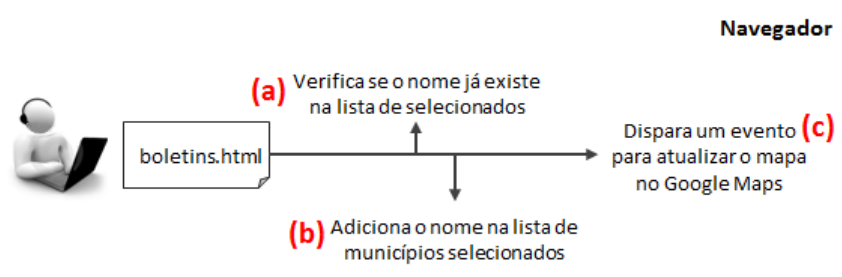 Navegador
(a) Verifica se o nome já existe
na lista de selecionados
boletins.html
Dispara um evento (c)
para atualizar o mapa
no Google Maps
(b) Adiciona o nome na lista de
municípios selecionados